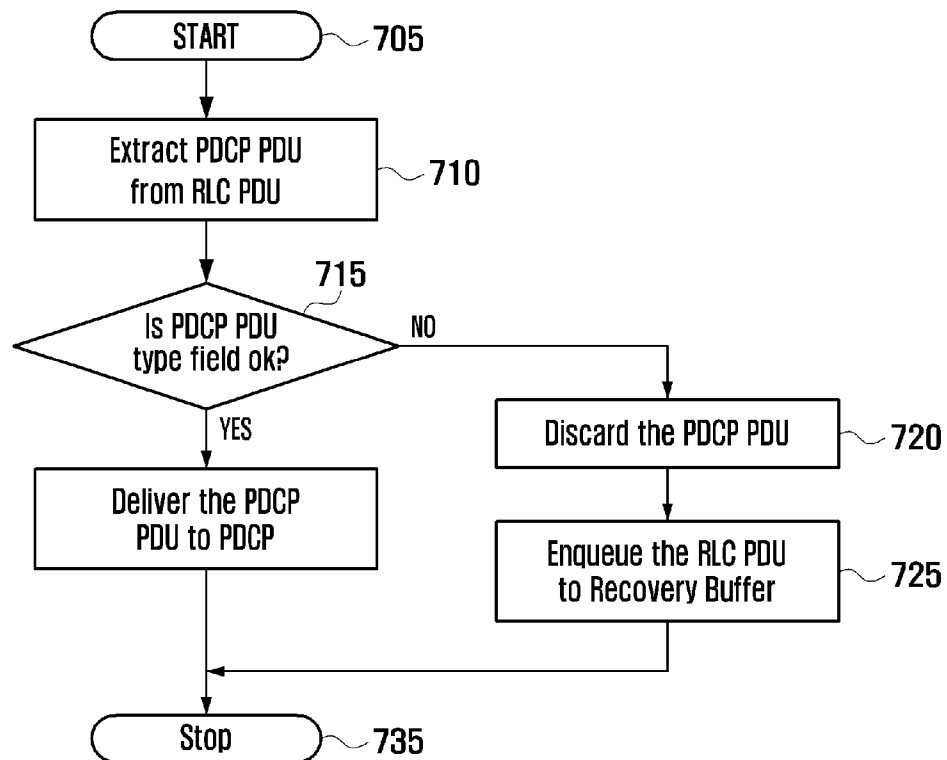 START
705
Extract PDCP PDU
from RLC PDU
710
715
Is PDCP PDU
type field ok?
NO
YES
Discard the PDCP PDU
720
Deliver the PDCP
PDU to PDCP
Enqueue the RLC PDU
to Recovery Buffer
725
Stop
735